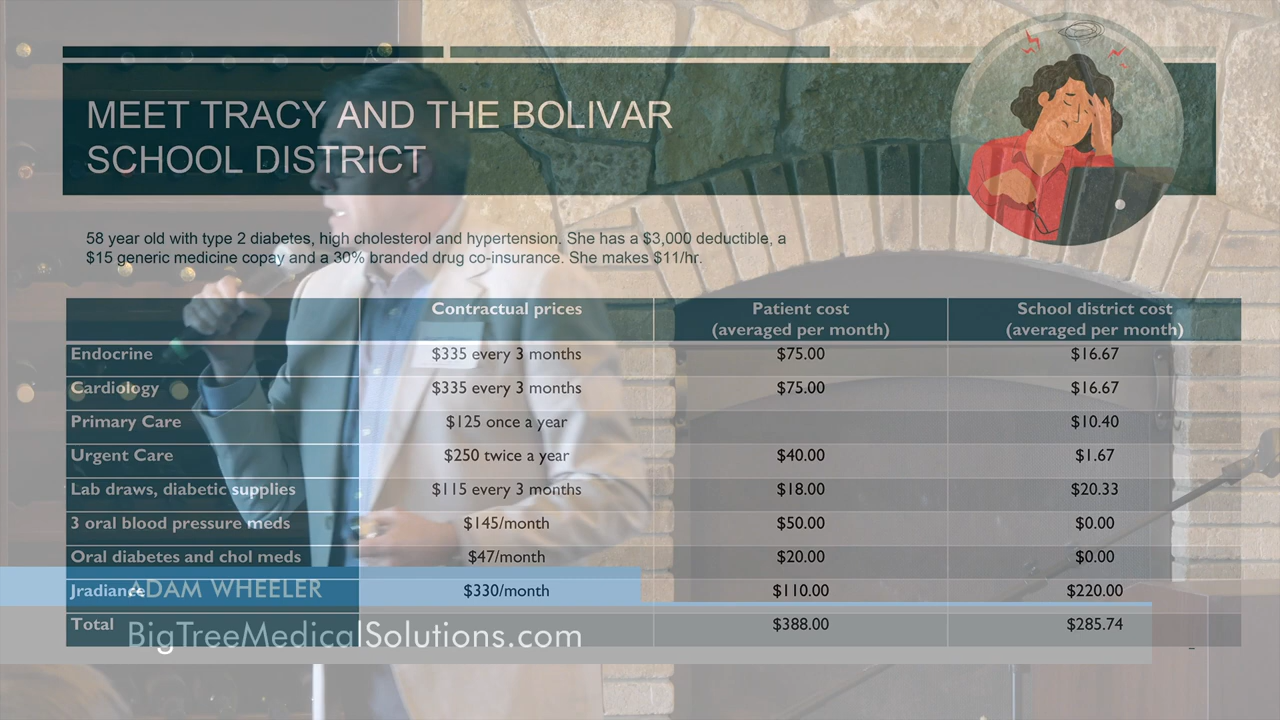 MEET TRACY AND THE BOLIVAR
SCHOOL DISTRICT
58 year old with type 2 diabetes, high cholesterol and hypertension. She has a $3,000 deductible, a
$15 generic medicine copay and a 30% branded drug co-insurance. She makes $11/hr.
Contractual prices Patient cost School district cost
(averaged per month) (averaged per month)
Endocrine $335 every 3 months $75.00 $16.67
Cardiology $335 every 3 months $75.00 $16.67
Primary Care $125 once a year $10.40
Urgent Care $250 twice a year $40.00 $1.67
Lab draws, diabetic supplies $115 every 3 months $18.00 $20.33
3 oral blood pressure meds $145/month $50.00 $0.00
Oral diabetes and chol meds $47/month $20.00 $0.00
Jradiance $330/month $110.00 $220.00
ADAM WHEELER
Total $388.00 $285.74
BigTreeMedicalSolutions.com